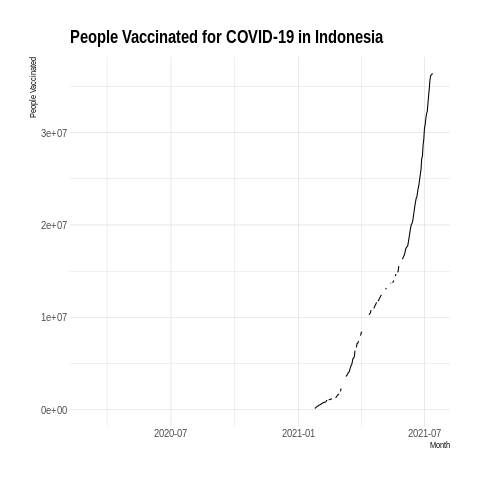 People Vaccinated for COVID-19 in Indonesia
People Vaccinated
3e+07
2e+07
1e+07
0e+00
2020-07
2021-01
2021-07
Month